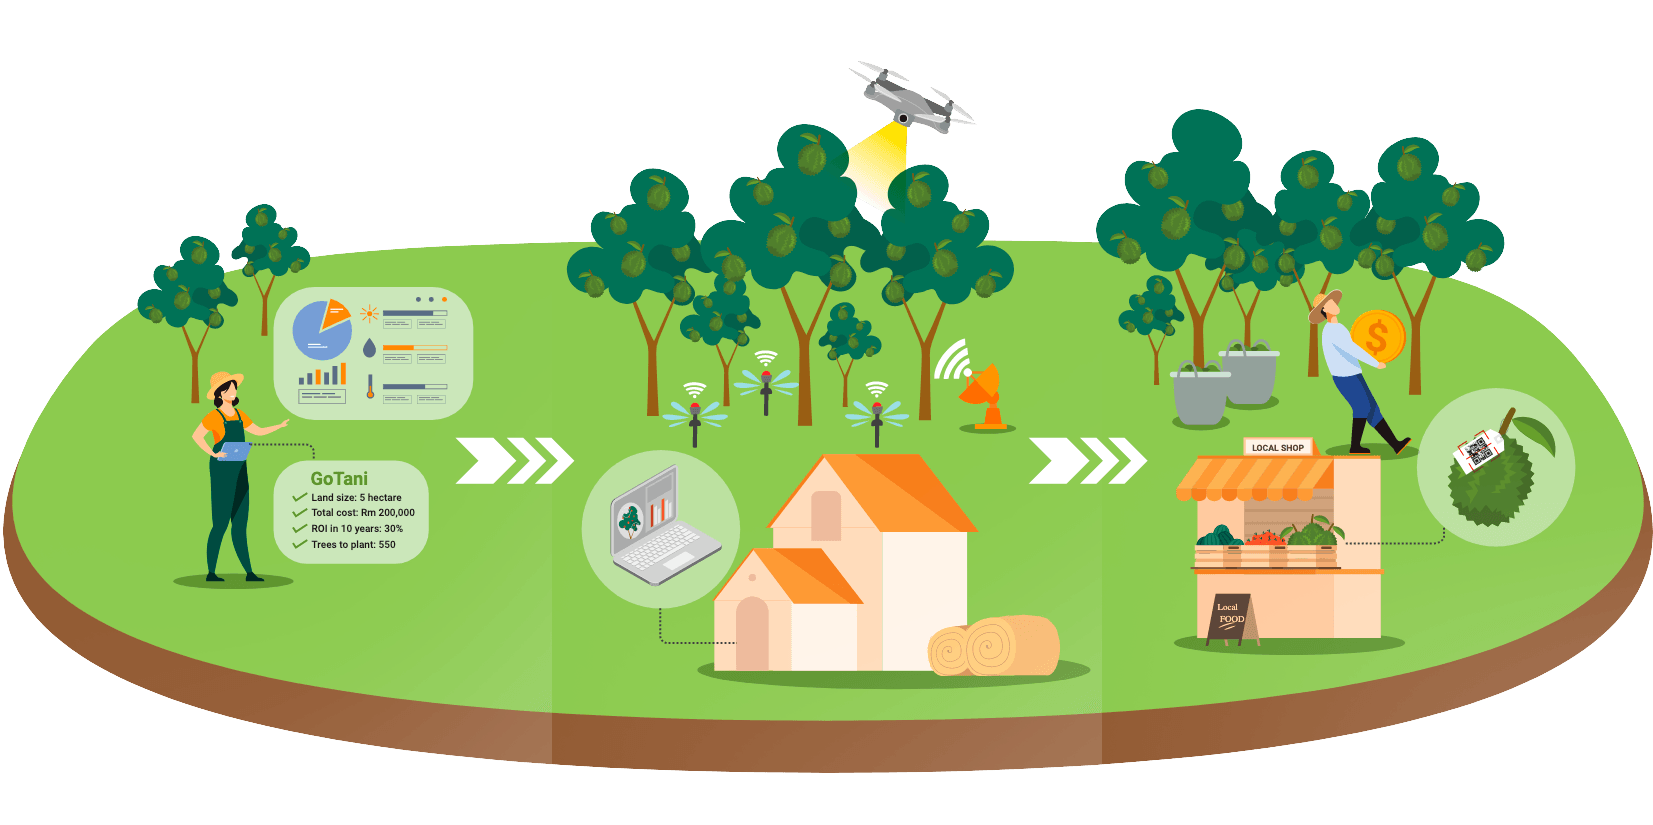 GoTani
Land size: 5 hectare
Total cost: Rm 200,000
ROI in 10 years: 30%
Trees to plant: 550
LOCAL SHOP
Local
FOOD